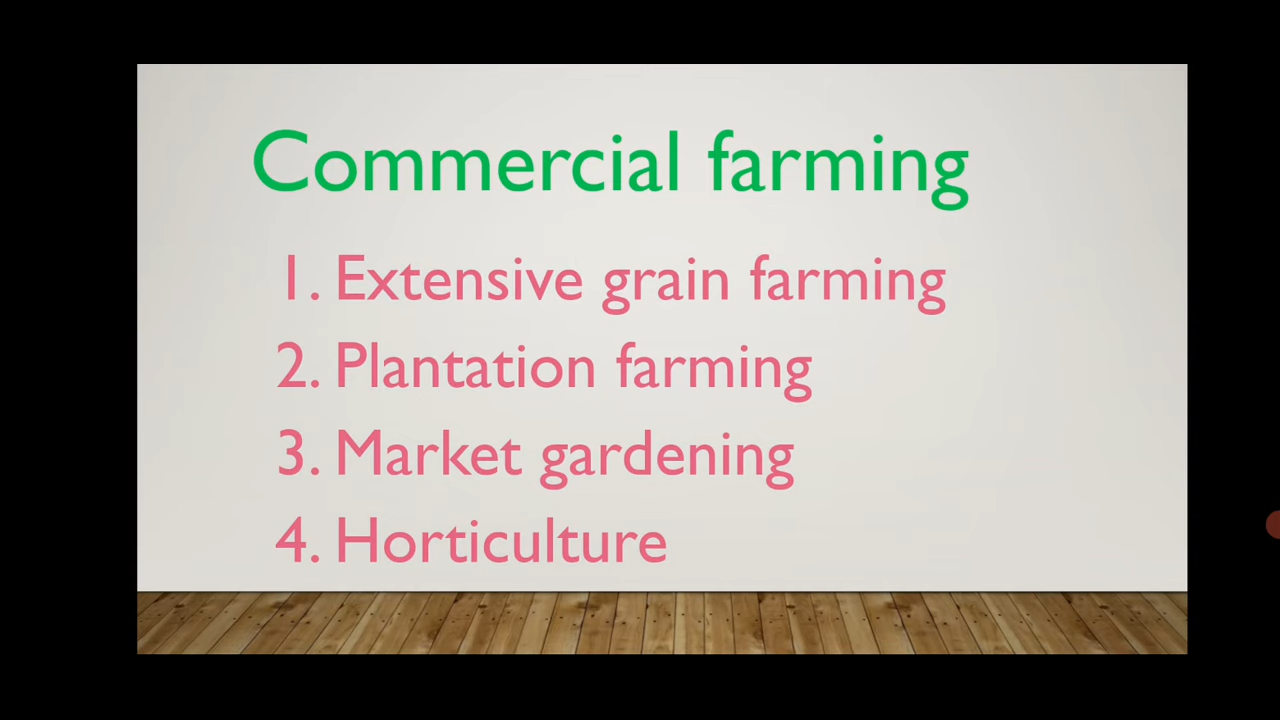 Commercial farming
1. Extensive grain farming
2. Plantation farming
3. Market gardening
4. Horticulture